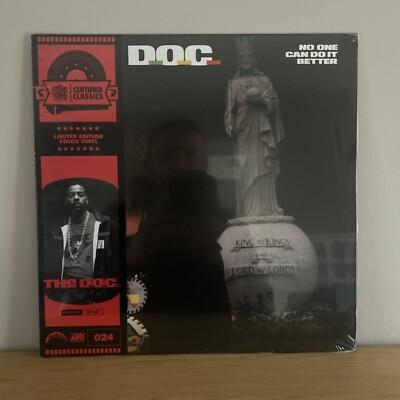 D.O.C.
NO ONE
CAN DO IT
BETTER
CERTIFIED
CLASSICS
LIMITED EDITION
COLOR VINYL
THE D.O.C.
024
KING OF KINGS
AND
LORD OF LORDS